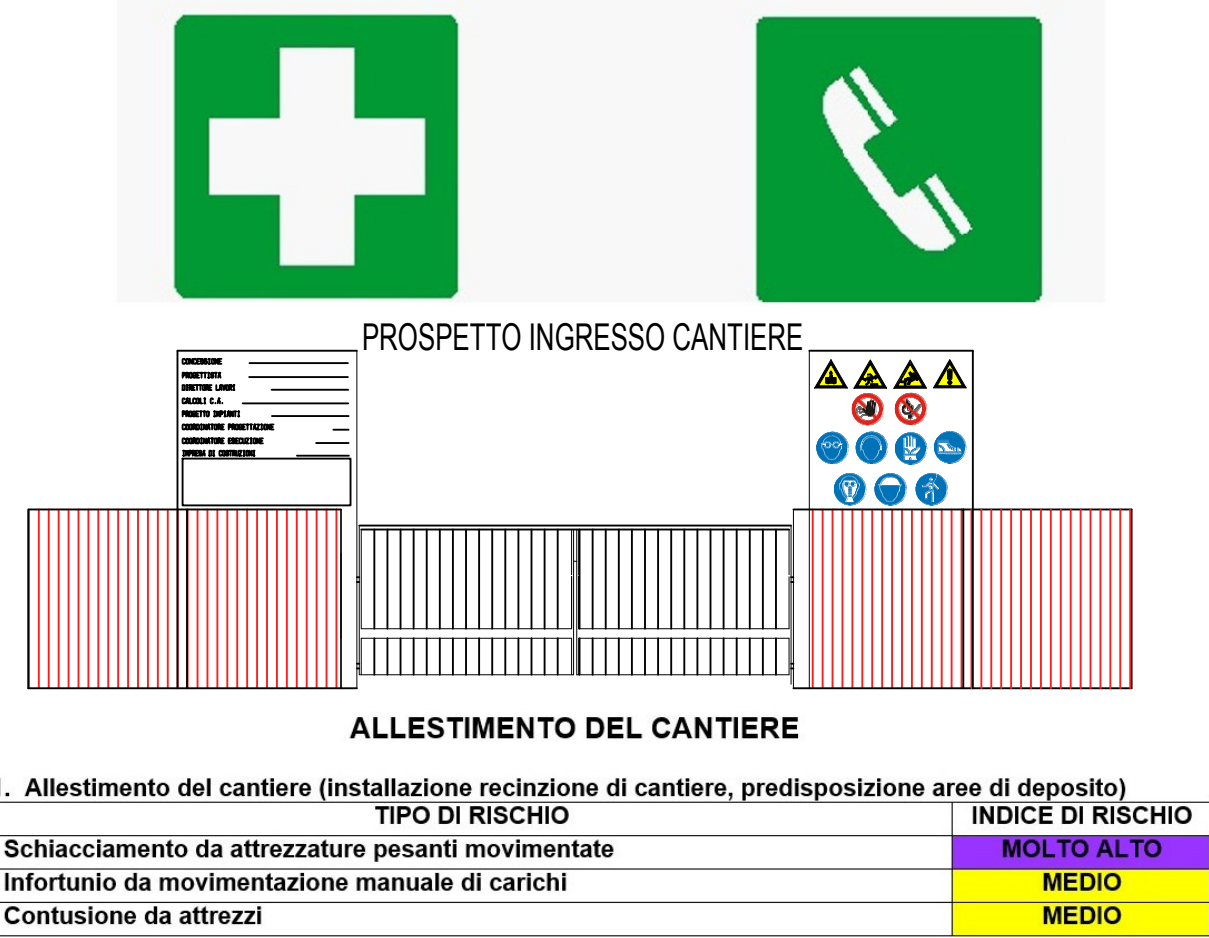 PROSPETTO INGRESSO CANTIERE
CONCESSIONE
PROGETTISTA
DIRETTORE LAVORI
CALCOLI C.A.
PROGETTO IMPIANTI
COORDINATORE PROGETTAZIONE
COORDINATORE ESECUZIONE
IMPRESA DI COSTRUZIONI
ALLESTIMENTO DEL CANTIERE
. Allestimento del cantiere (installazione recinzione di cantiere, predisposizione aree di deposito)
TIPO DI RISCHIO INDICE DI RISCHIO
Schiacciamento da attrezzature pesanti movimentate MOLTO ALTO
Infortunio da movimentazione manuale di carichi MEDIO
Contusione da attrezzi MEDIO